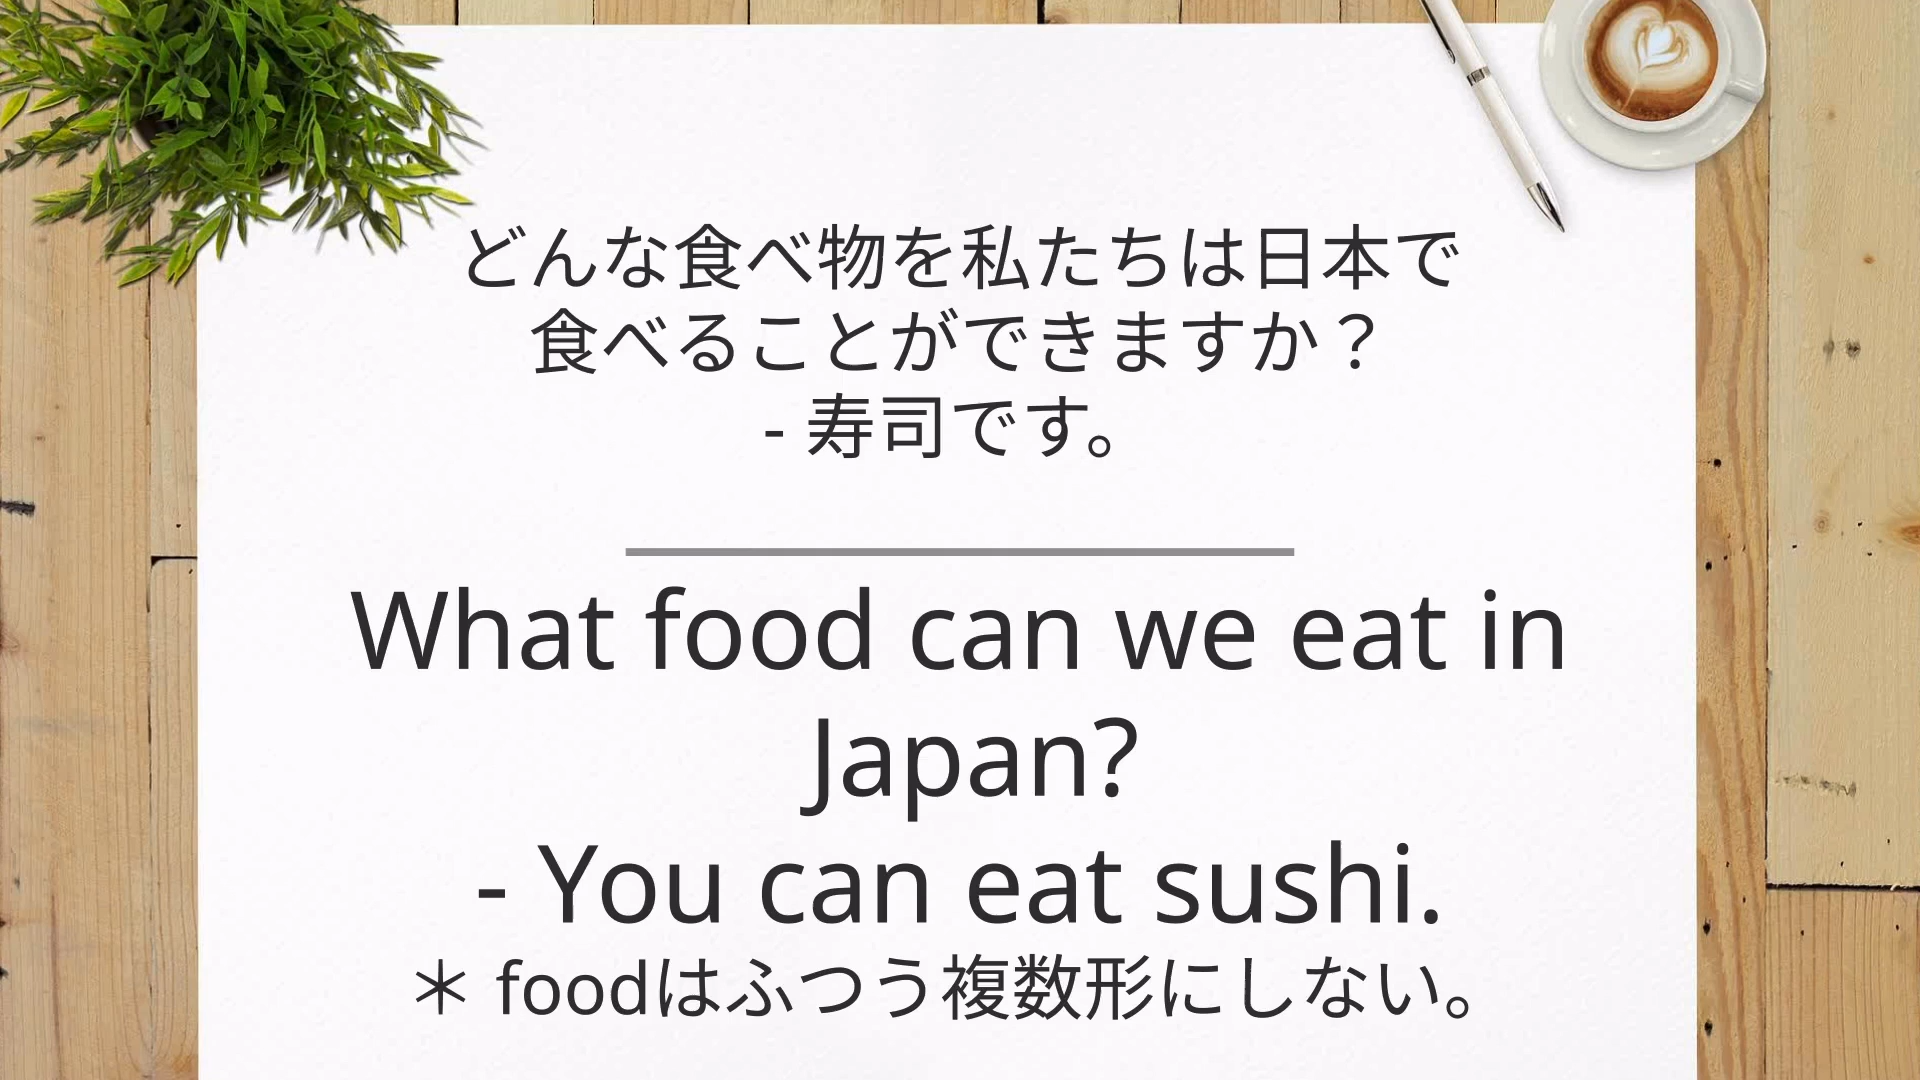 どんな食べ物を私たちは日本で
食べることができますか？
- 寿司です。
What food can we eat in
Japan?
- You can eat sushi.
＊ foodはふつう複数形にしない。